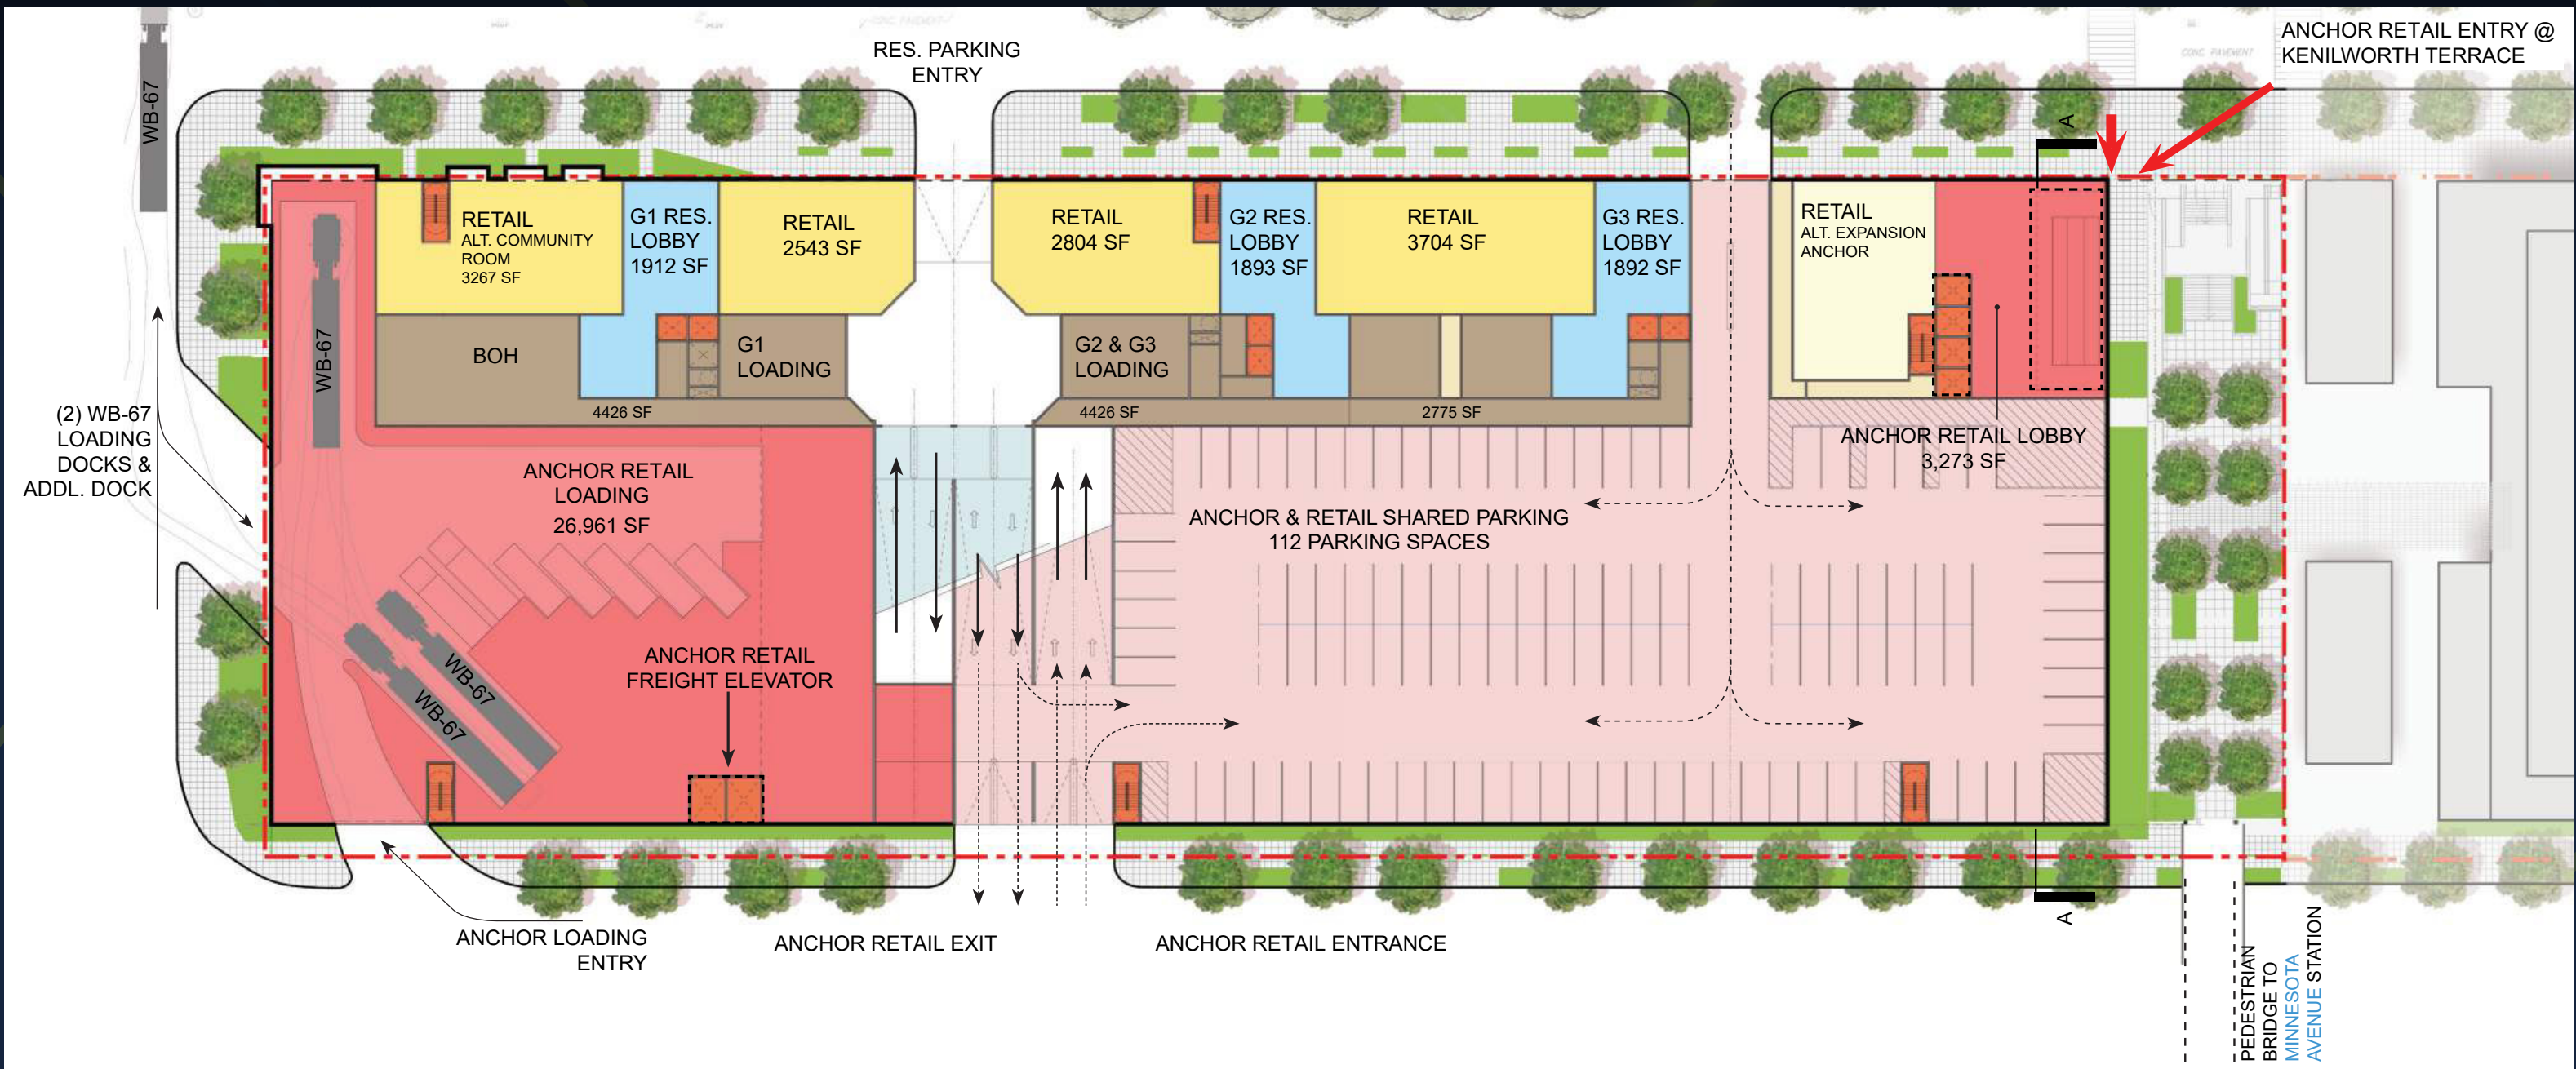 CONC. PAVEMENT
RES. PARKING
ENTRY
CONC. PAVEMENT
ANCHOR RETAIL ENTRY @
KENILWORTH TERRACE
WB-67
A
RETAIL
ALT. COMMUNITY
ROOM
3267 SF
G1 RES.
LOBBY
1912 SF
RETAIL
2543 SF
RETAIL
2804 SF
G2 RES.
LOBBY
1893 SF
RETAIL
3704 SF
G3 RES.
LOBBY
1892 SF
RETAIL
ALT. EXPANSION
ANCHOR
WB-67
BOH
G1
LOADING
G2 & G3
LOADING
4426 SF
4426 SF
2775 SF
(2) WB-67
LOADING
DOCKS &
ADDL. DOCK
ANCHOR RETAIL LOBBY
3,273 SF
ANCHOR RETAIL
LOADING
26,961 SF
ANCHOR & RETAIL SHARED PARKING
112 PARKING SPACES
ANCHOR RETAIL
FREIGHT ELEVATOR
WB-67
WB-67
ANCHOR LOADING
ENTRY
ANCHOR RETAIL EXIT
ANCHOR RETAIL ENTRANCE
A
PEDESTRIAN
BRIDGE TO
MINNESOTA
AVENUE STATION